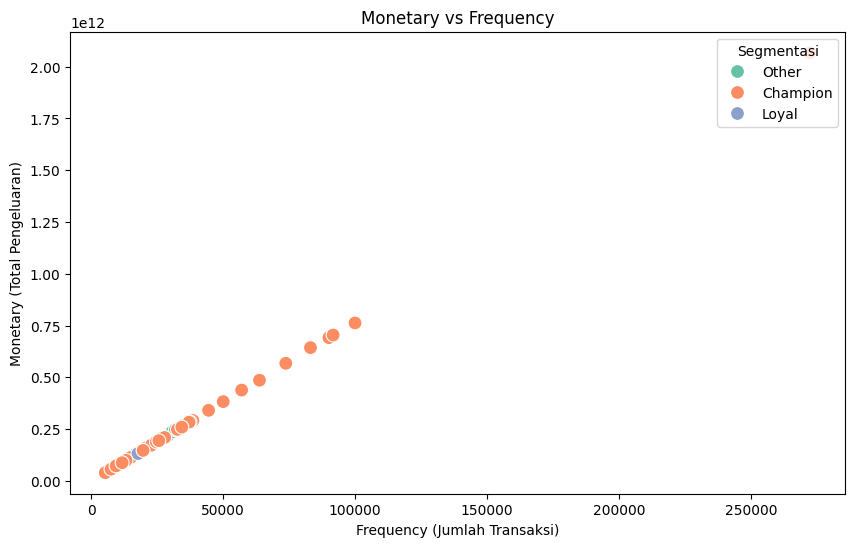 Monetary vs Frequency
1e12
Segmentasi
Other
Champion
Loyal
2.00
1.75
1.50
1.25
1.00
0.75
0.50
0.25
0.00
Monetary (Total Pengeluaran)
0 50000 100000 150000 200000 250000
Frequency (Jumlah Transaksi)